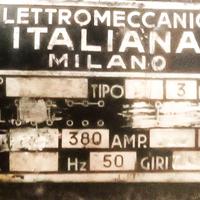 LETTROMECCANIC
ITALIANA
MILANO
TIPO 3
380 AMP.
Hz 50 GIRI